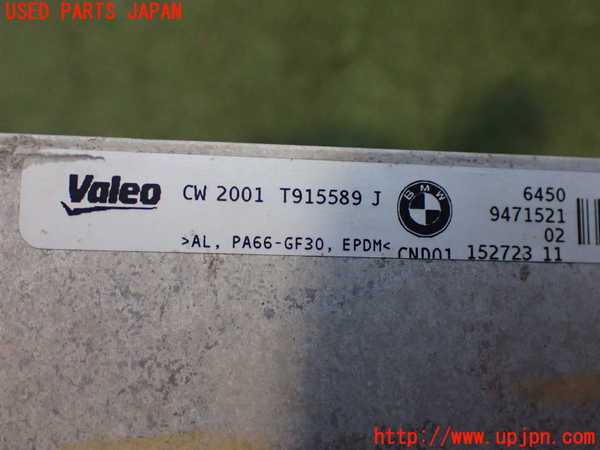 USED PARTS JAPAN
Valeo CW 2001 T915589 J BMW 6450
9471521
02
>AL, PA66-GF30, EPDM< CND01 152723 11
http://www.upjpn.com/